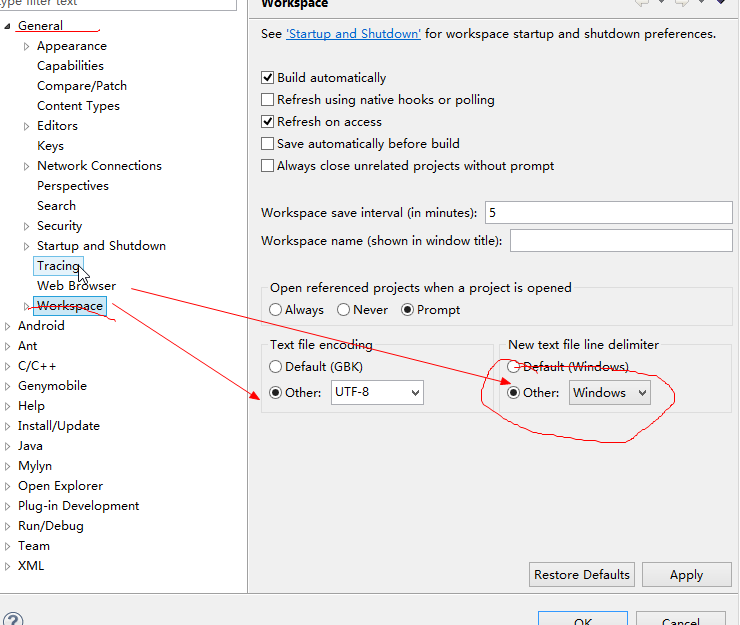 type filter text
General
Appearance
Capabilities
Compare/Patch
Content Types
Editors
Keys
Network Connections
Perspectives
Search
Security
Startup and Shutdown
Tracing
Web Browser
Workspace
Android
Ant
C/C++
Genymobile
Help
Install/Update
Java
Mylyn
Open Explorer
Plug-in Development
Run/Debug
Team
XML
Workspace
See 'Startup and Shutdown' for workspace startup and shutdown preferences.
Build automatically
Refresh using native hooks or polling
Refresh on access
Save automatically before build
Always close unrelated projects without prompt
Workspace save interval (in minutes): 5
Workspace name (shown in window title):
Open referenced projects when a project is opened
Always Never Prompt
Text file encoding
Default (GBK)
Other: UTF-8
New text file line delimiter
Default (Windows)
Other: Windows
Restore Defaults Apply
OK Cancel